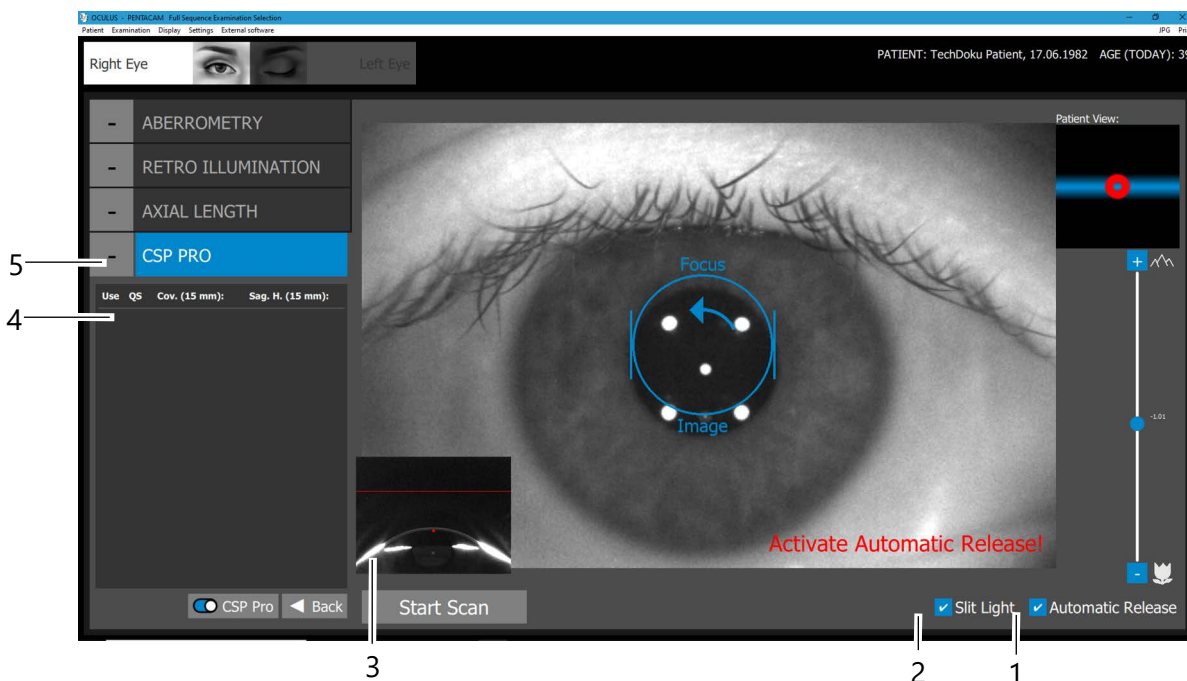 OCULUS - PENTACAM Full Sequence Examination Selection
Patient Examination Display Settings External software JPG Pri
Right Eye Left Eye PATIENT: TechDoku Patient, 17.06.1982 AGE (TODAY): 39
- ABERROMETRY
Patient View:
- RETRO ILLUMINATION
- AXIAL LENGTH
- CSP PRO
5
+
Focus
Use QS Cov. (15 mm): Sag. H. (15 mm):
4
-1.01
Image
Activate Automatic Release!
-
CSP Pro Back Start Scan Slit Light Automatic Release
3 2 1